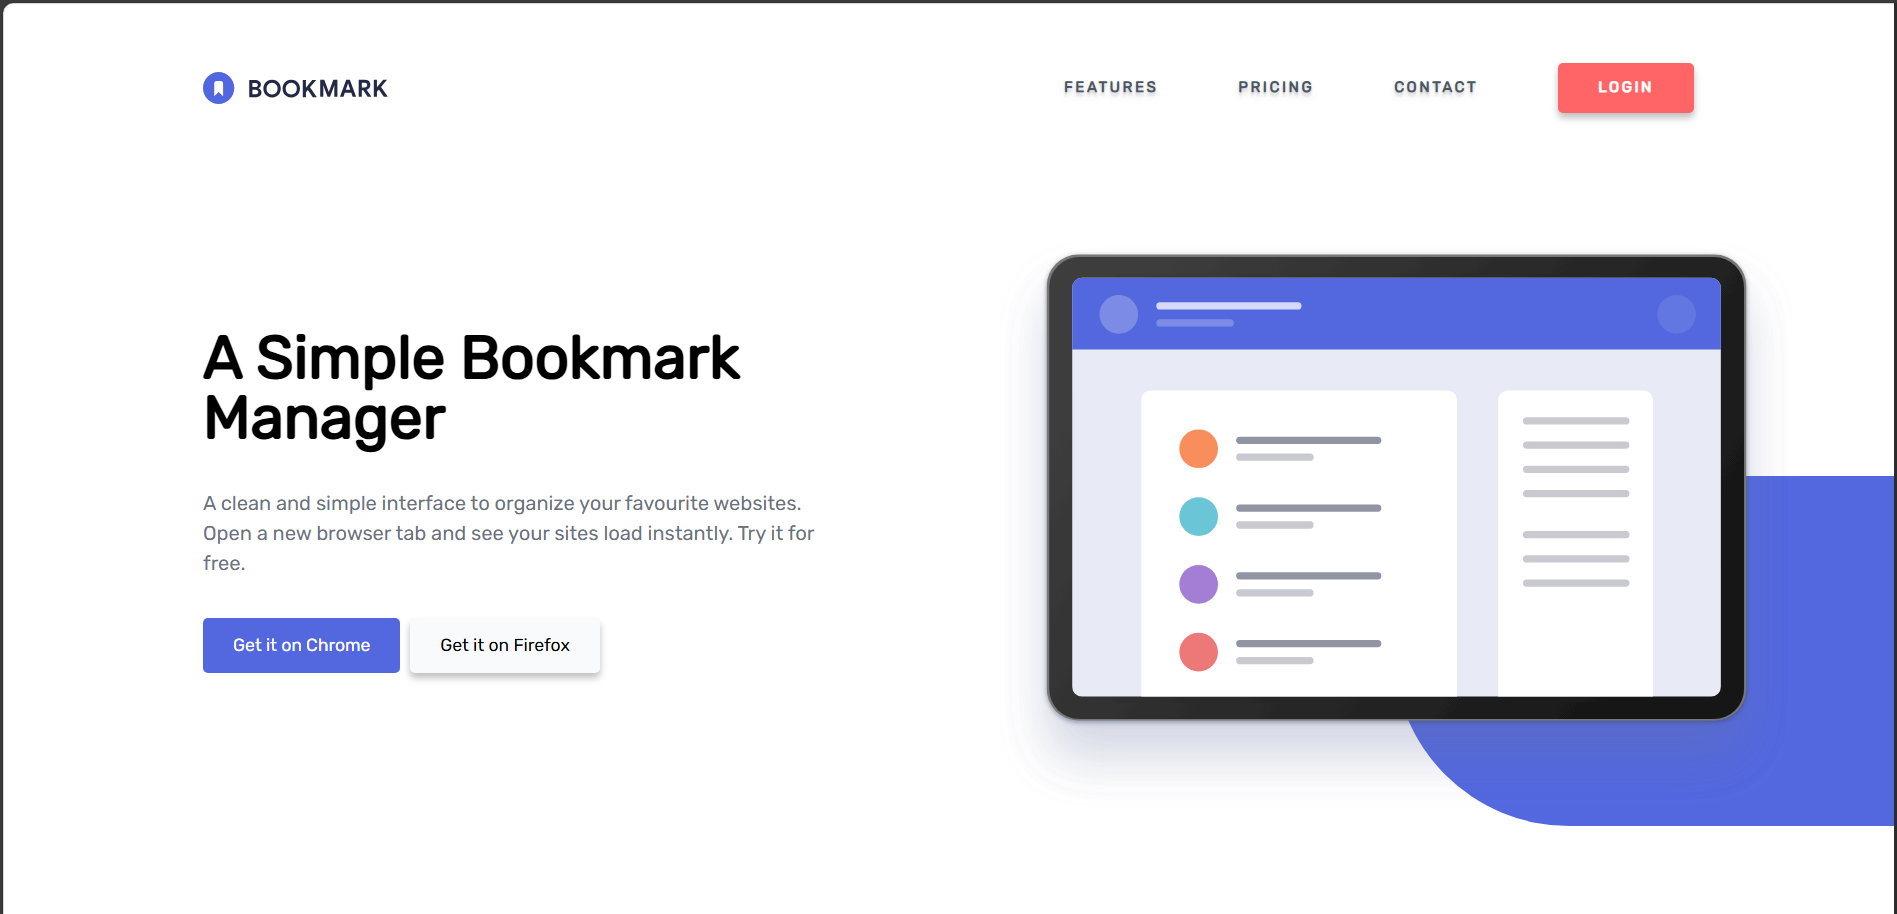 BOOKMARK
FEATURES PRICING CONTACT LOGIN
A Simple Bookmark
Manager
A clean and simple interface to organize your favourite websites.
Open a new browser tab and see your sites load instantly. Try it for
free.
Get it on Chrome Get it on Firefox